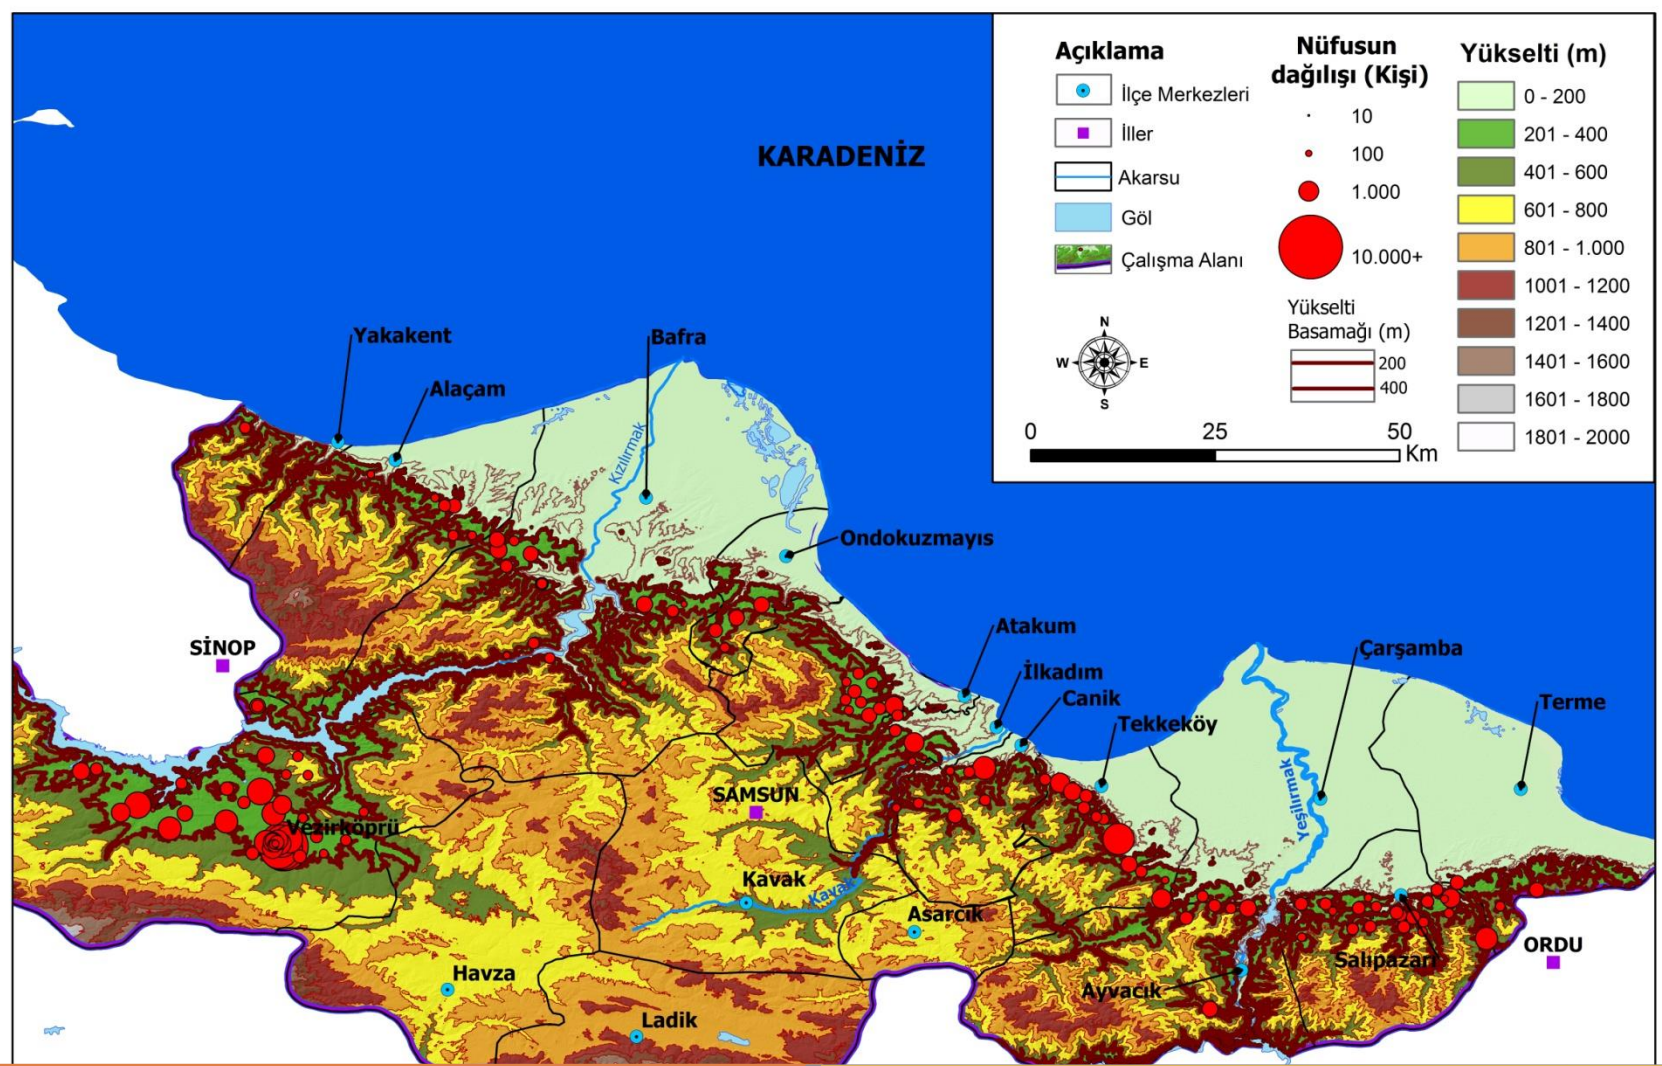 Açıklama
İlçe Merkezleri
İller
Akarsu
Göl
Çalışma Alanı
Nüfusun
dağılışı (Kişi)
10
100
1.000
10.000+
Yükselti
Basamağı (m)
200
400
Yükselti (m)
0 - 200
201 - 400
401 - 600
601 - 800
801 - 1.000
1001 - 1200
1201 - 1400
1401 - 1600
1601 - 1800
1801 - 2000
N
W
E
S
0
25
50
Km
KARADENİZ
Yakakent
Bafra
Alaçam
Kızılırmak
Ondokuzmayıs
Atakum
SİNOP
İlkadım
Canik
Tekkeköy
Çarşamba
Terme
Yeşilırmak
SAMSUN
Vezirköprü
Kavak
Kavak
Asarcık
Havza
Ladik
Ayvacık
Salıpazarı
ORDU